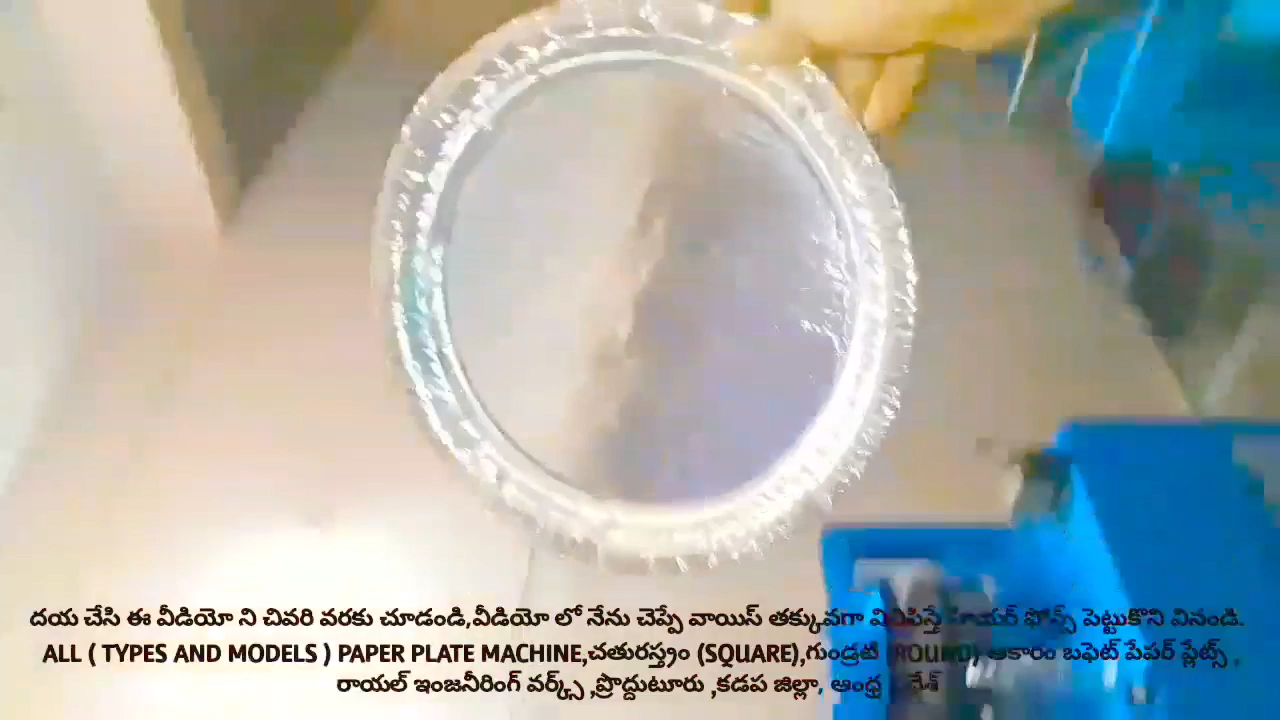 దయ చేసి ఈ వీడియో ని చివరి వరకు చూడండి,వీడియో లో నేను చెప్పే వాయిస్ తక్కువగా వినిపిస్తే ఫోన్స్ పెట్టుకొని వినండి.
ALL ( TYPES AND MODELS ) PAPER PLATE MACHINE,చతురస్త్రం (SQUARE),గుండ్రటి (ROUND) ఆకారం బఫెట్ పేపర్ ప్లేట్స్ ,
రాయల్ ఇంజనీరింగ్ వర్క్స్ ,ప్రొద్దుటూరు ,కడప జిల్లా, ఆంధ్ర